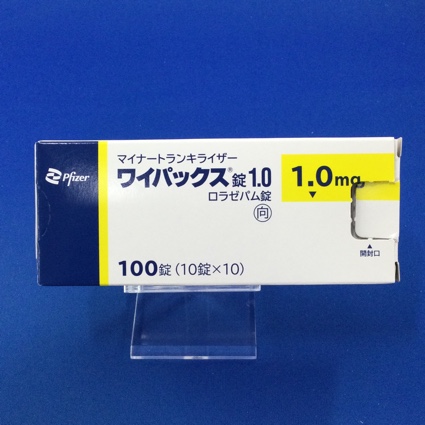 Pfizer
マイナートランキライザー
ワイパックス®錠1.0
ロラゼパム錠
向
1.0mg
100錠(10錠×10)
開封口